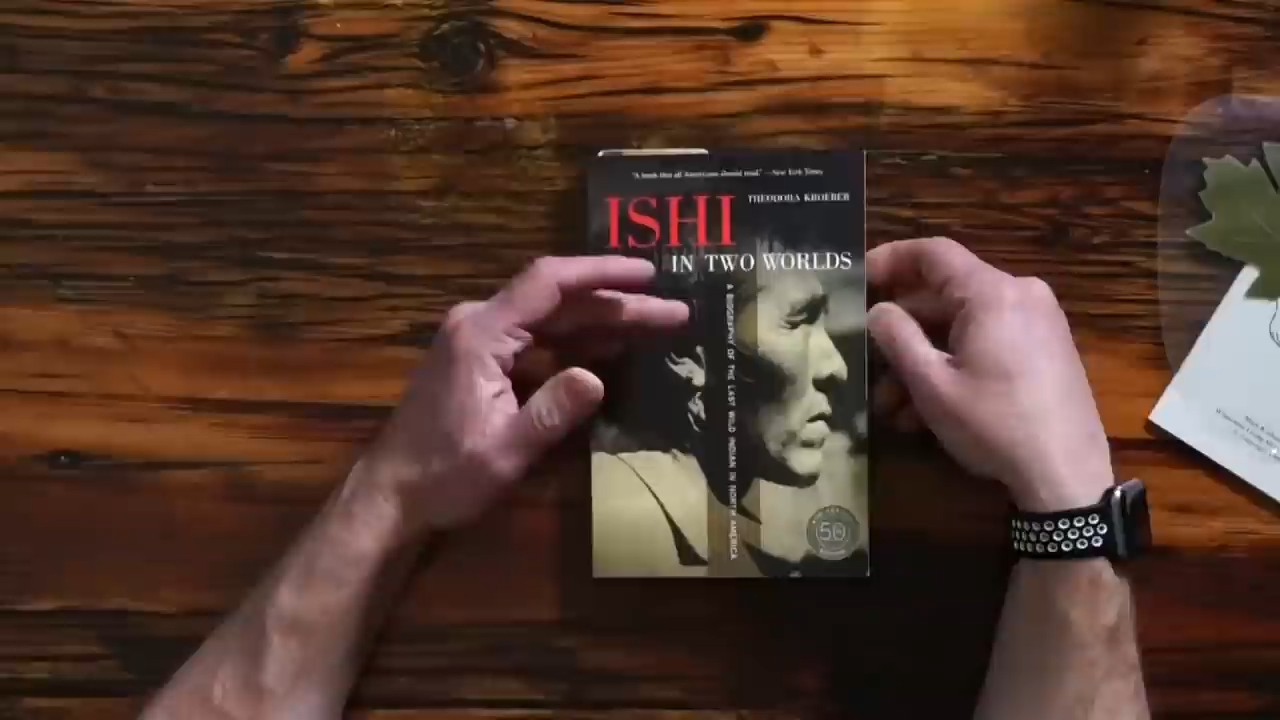 "A book that all Americans should read." —New York Times
ISHI
THEODORA KROEBER
IN TWO WORLDS
A BIOGRAPHY OF THE LAST WILD INDIAN IN NORTH AMERICA
50